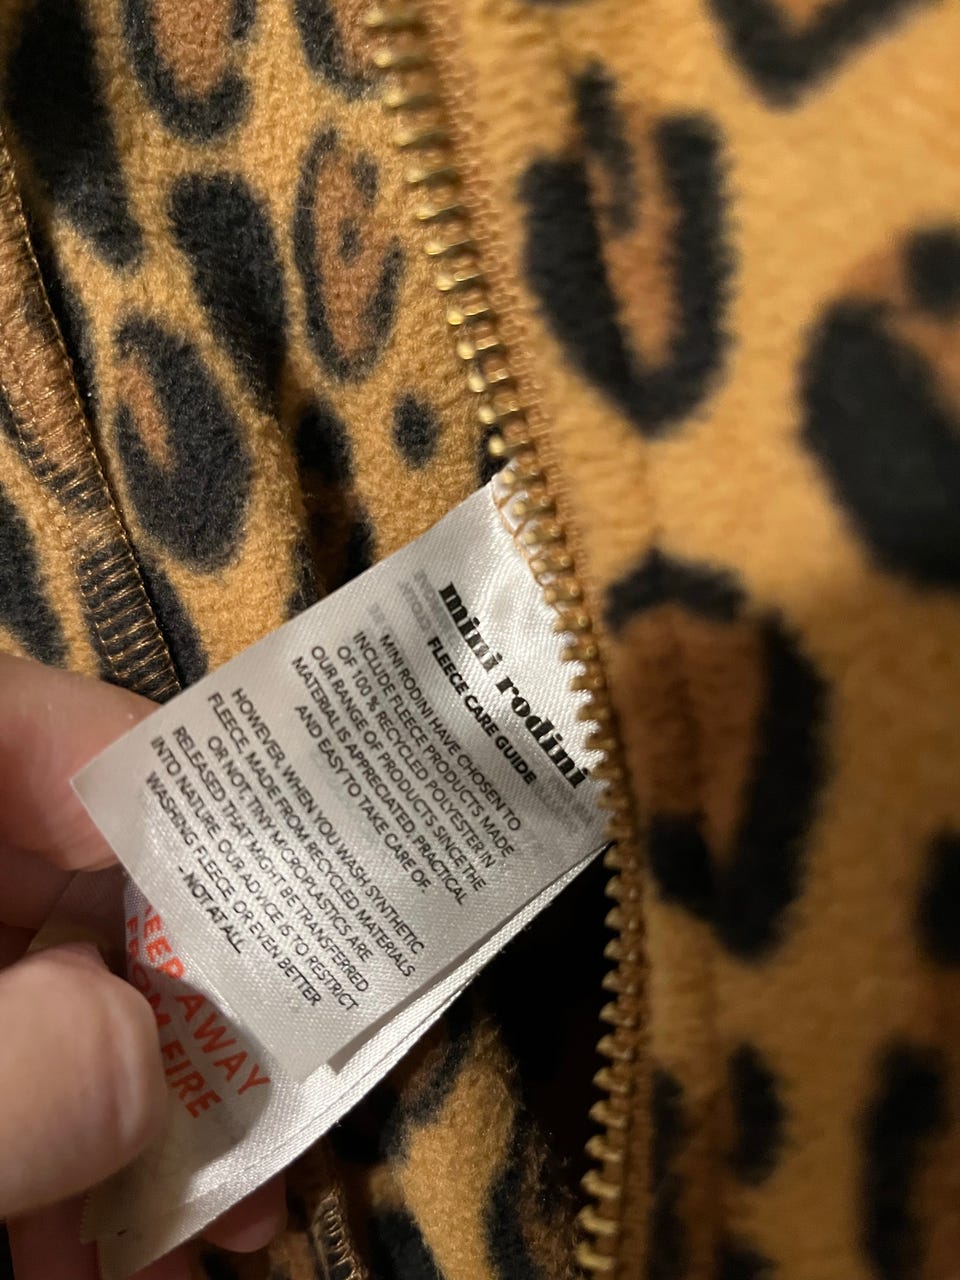 mini rodini
FLEECE CARE GUIDE
MINI RODINI HAVE CHOSEN TO
INCLUDE FLEECE PRODUCTS MADE
OF 100 % RECYCLED POLYESTER IN
OUR RANGE OF PRODUCTS SINCE THE
MATERIAL IS APPRECIATED, PRACTICAL
AND EASY TO TAKE CARE OF.
HOWEVER, WHEN YOU WASH SYNTHETIC
FLEECE, MADE FROM RECYCLED MATERIALS
OR NOT, TINY MICROPLASTICS ARE
RELEASED THAT MIGHT BE TRANSFERRED
INTO NATURE. OUR ADVICE IS TO RESTRICT
WASHING FLEECE, OR EVEN BETTER
-NOT AT ALL
KEEP AWAY
FROM FIRE